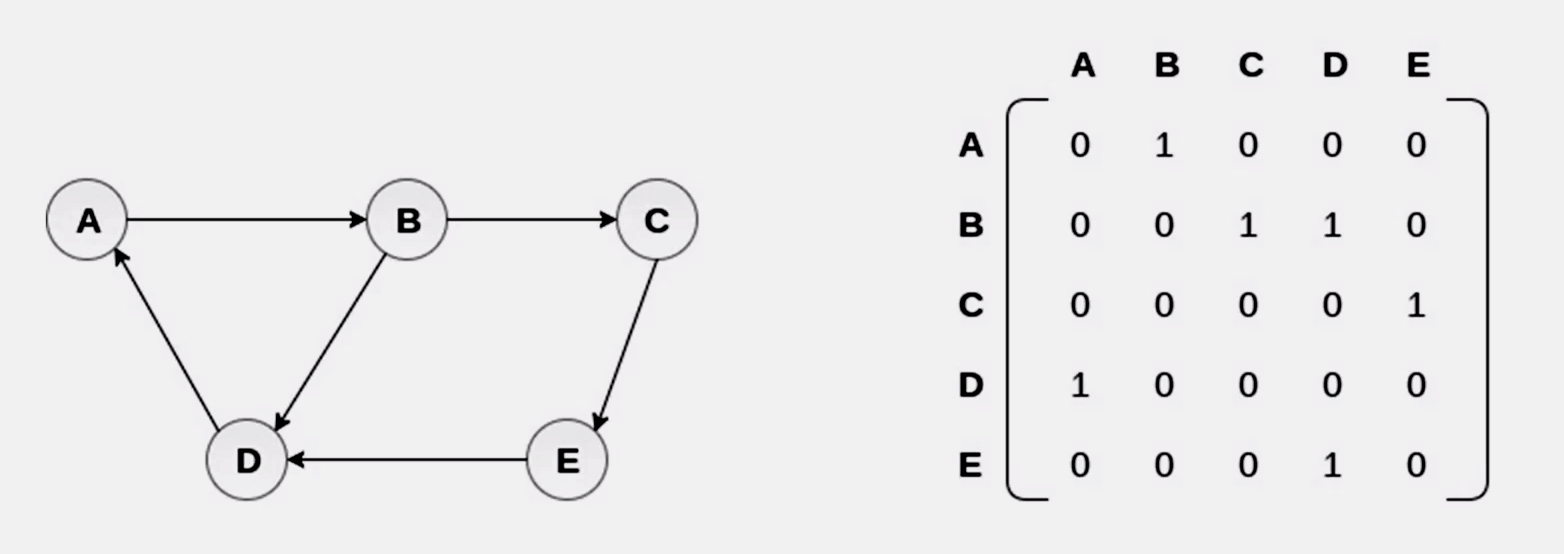 A B C
D E
A B C D E
A 0 1 0 0 0
B 0 0 1 1 0
C 0 0 0 0 1
D 1 0 0 0 0
E 0 0 0 1 0